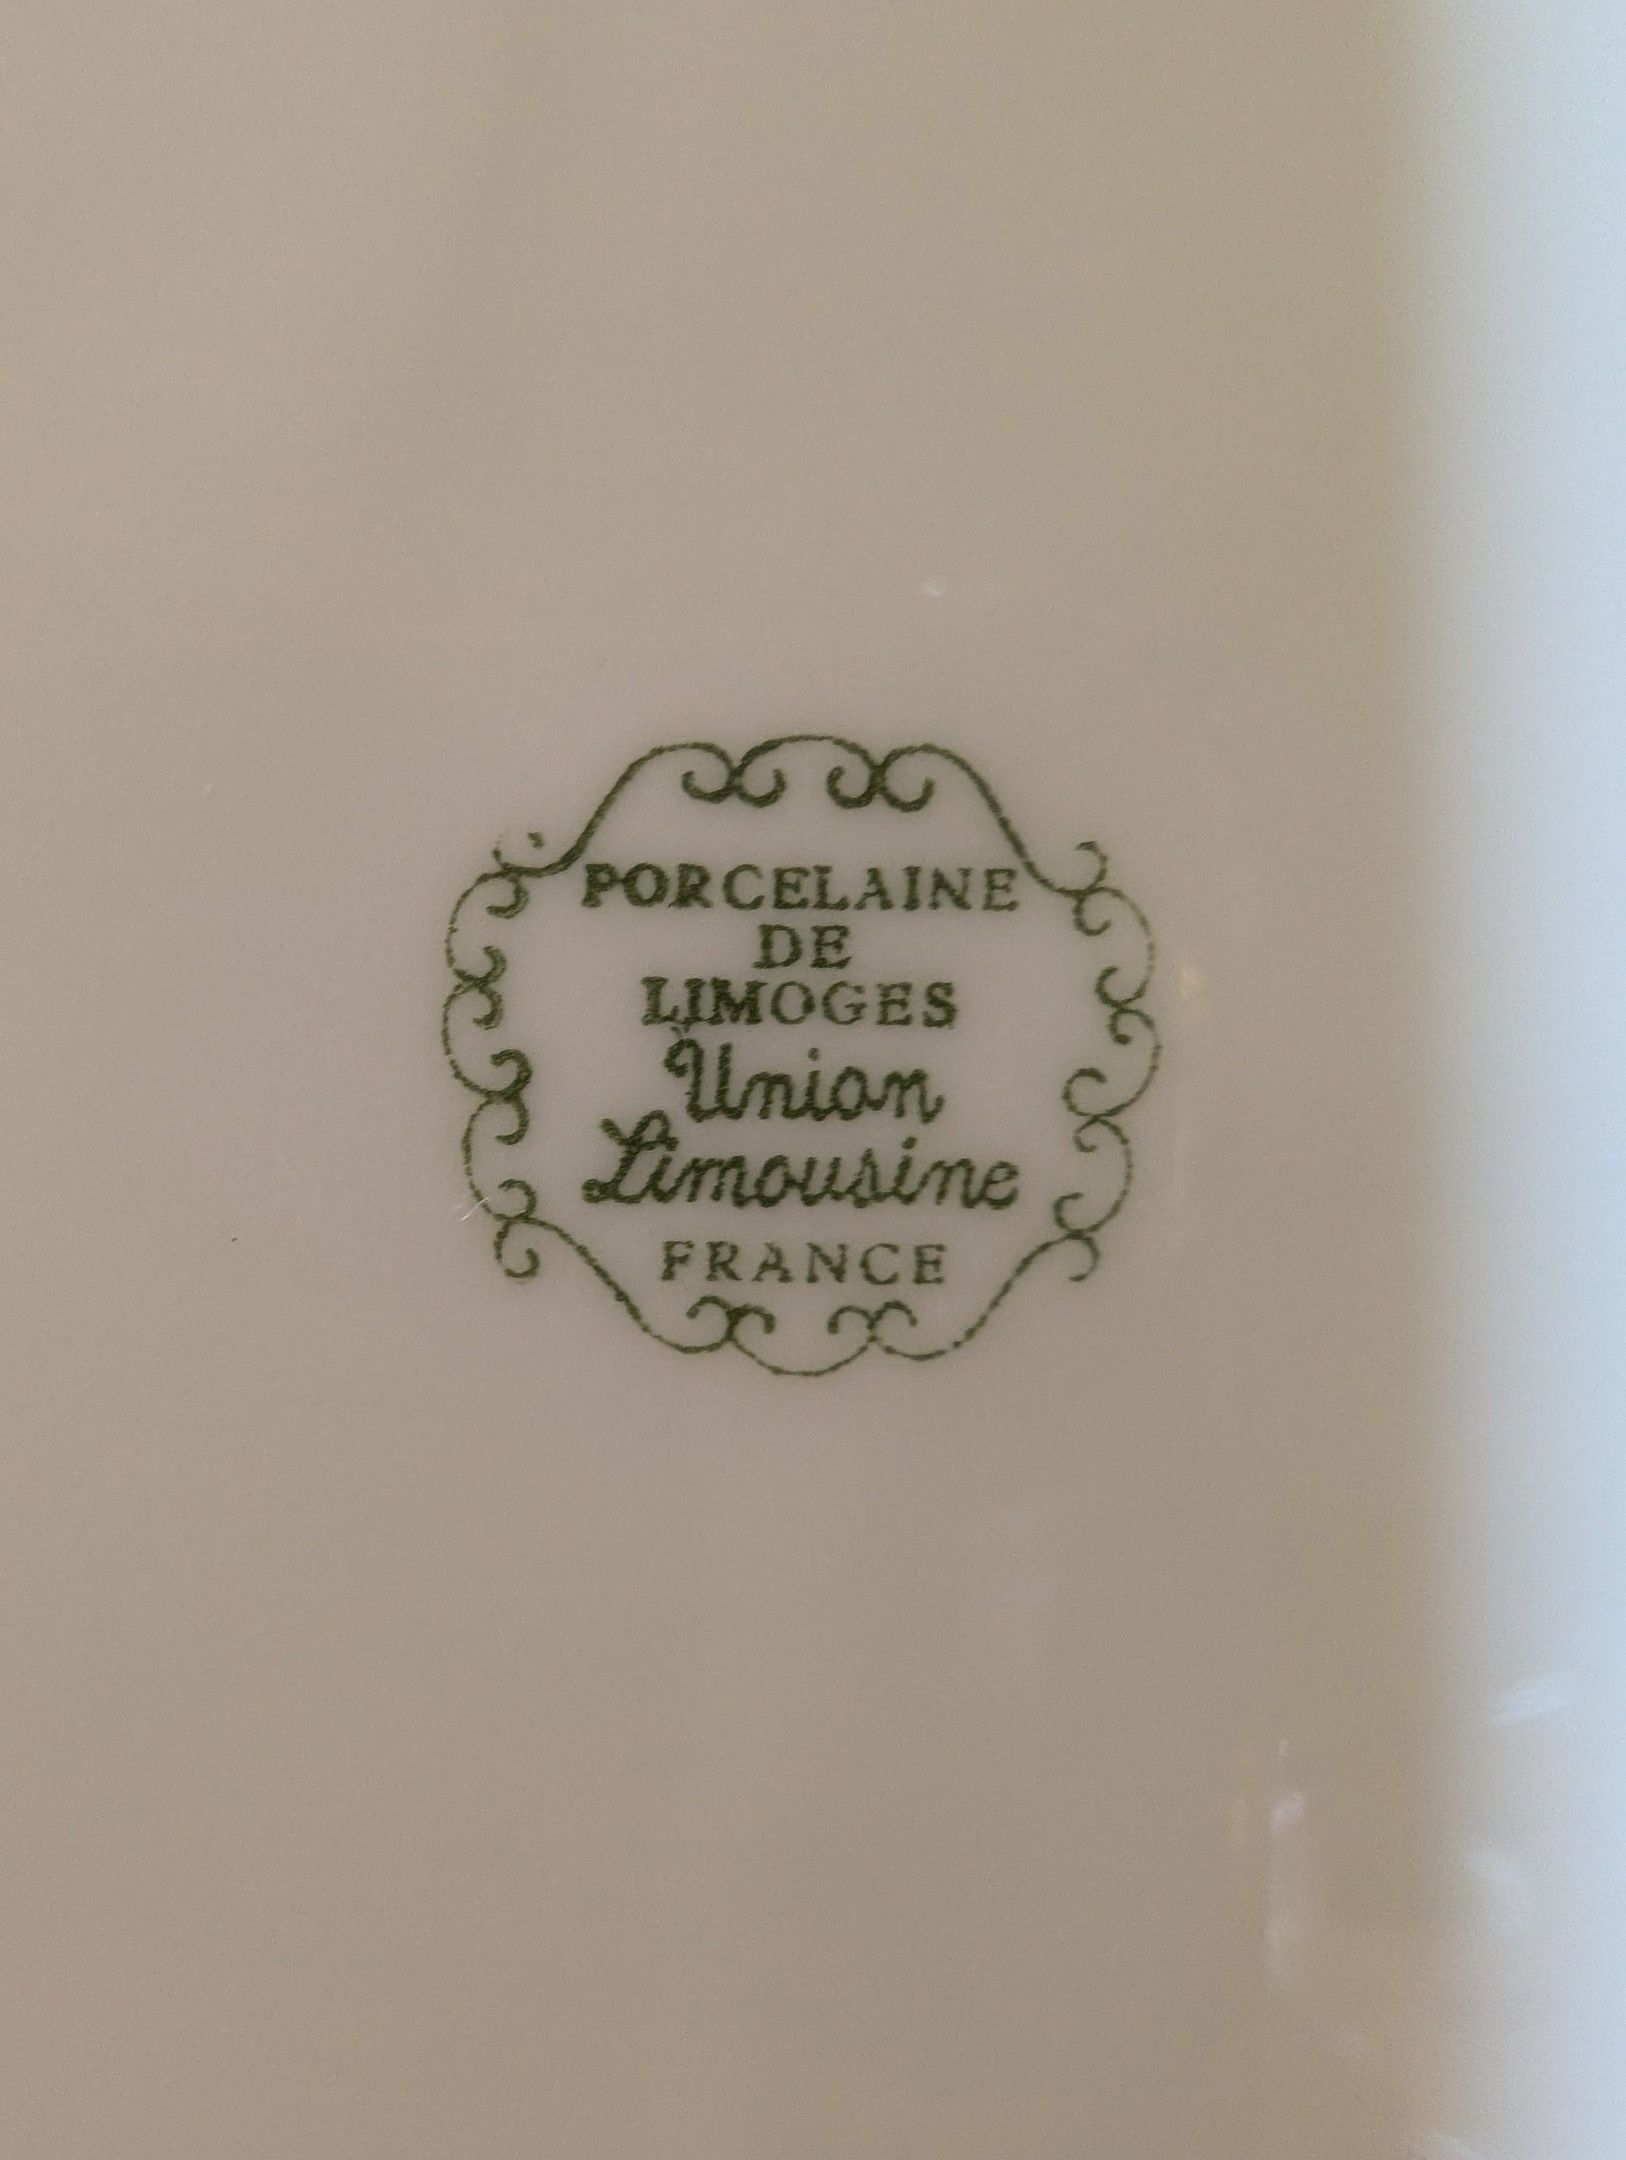 PORCELAINE
DE
LIMOGES
Union
Limousine
FRANCE